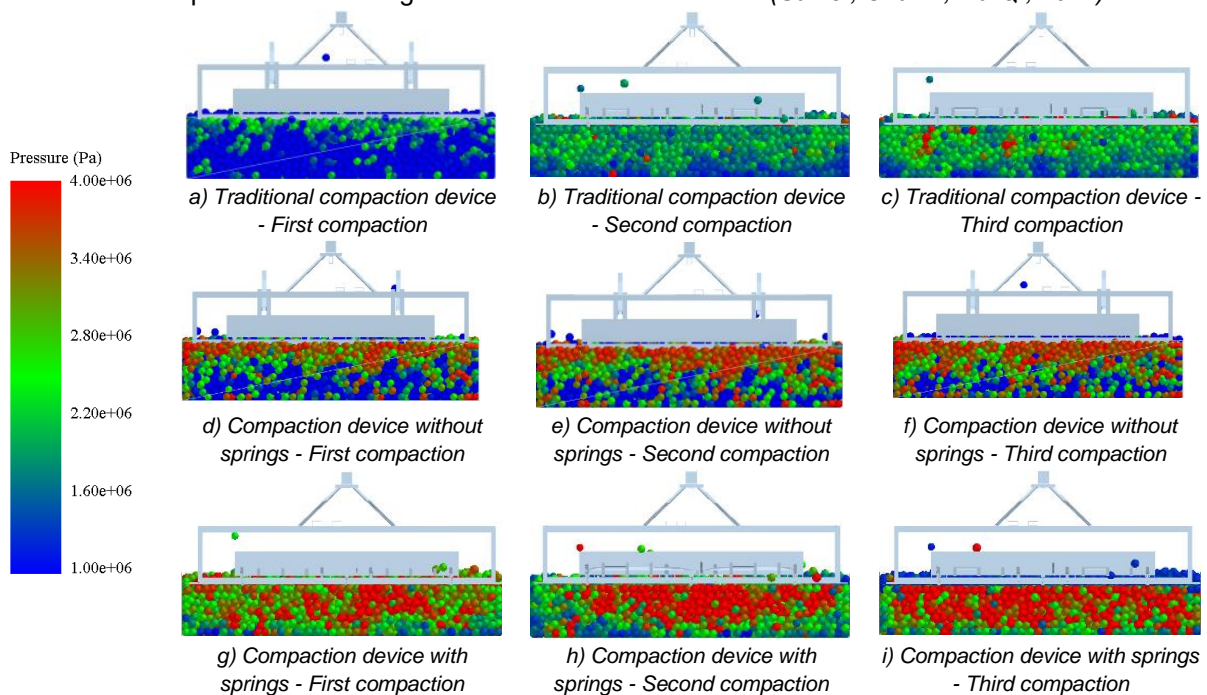 Pressure (Pa)
4.00e+06
3.40e+06
2.80e+06
2.20e+06
1.60e+06
1.00e+06
a) Traditional compaction device
- First compaction
b) Traditional compaction device
- Second compaction
c) Traditional compaction device -
Third compaction
d) Compaction device without
springs - First compaction
e) Compaction device without
springs - Second compaction
f) Compaction device without
springs - Third compaction
g) Compaction device with
springs - First compaction
h) Compaction device with
springs - Second compaction
i) Compaction device with springs
- Third compaction